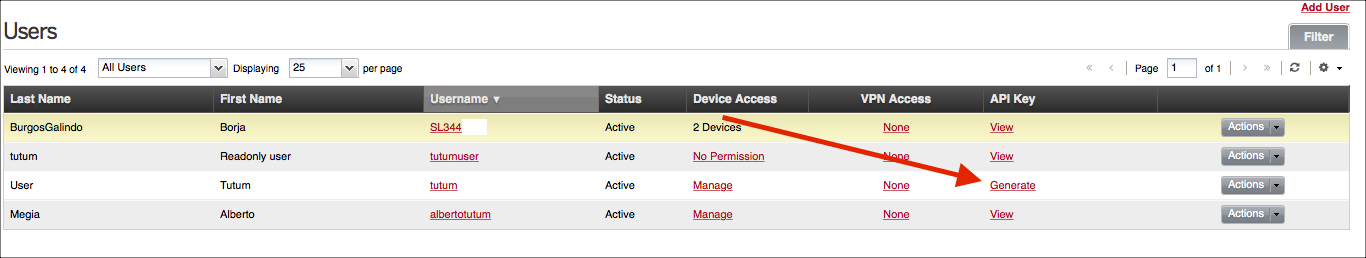 Add User
Users
Filter
Viewing 1 to 4 of 4 All Users Displaying 25 per page « ‹ Page 1 of 1 › »
Last Name First Name Username ▼ Status Device Access VPN Access API Key
BurgosGalindo Borja SL344 Active 2 Devices None View Actions
tutum Readonly user tutumuser Active No Permission None View Actions
User Tutum tutum Active Manage None Generate Actions
Megia Alberto albertotutum Active Manage None View Actions